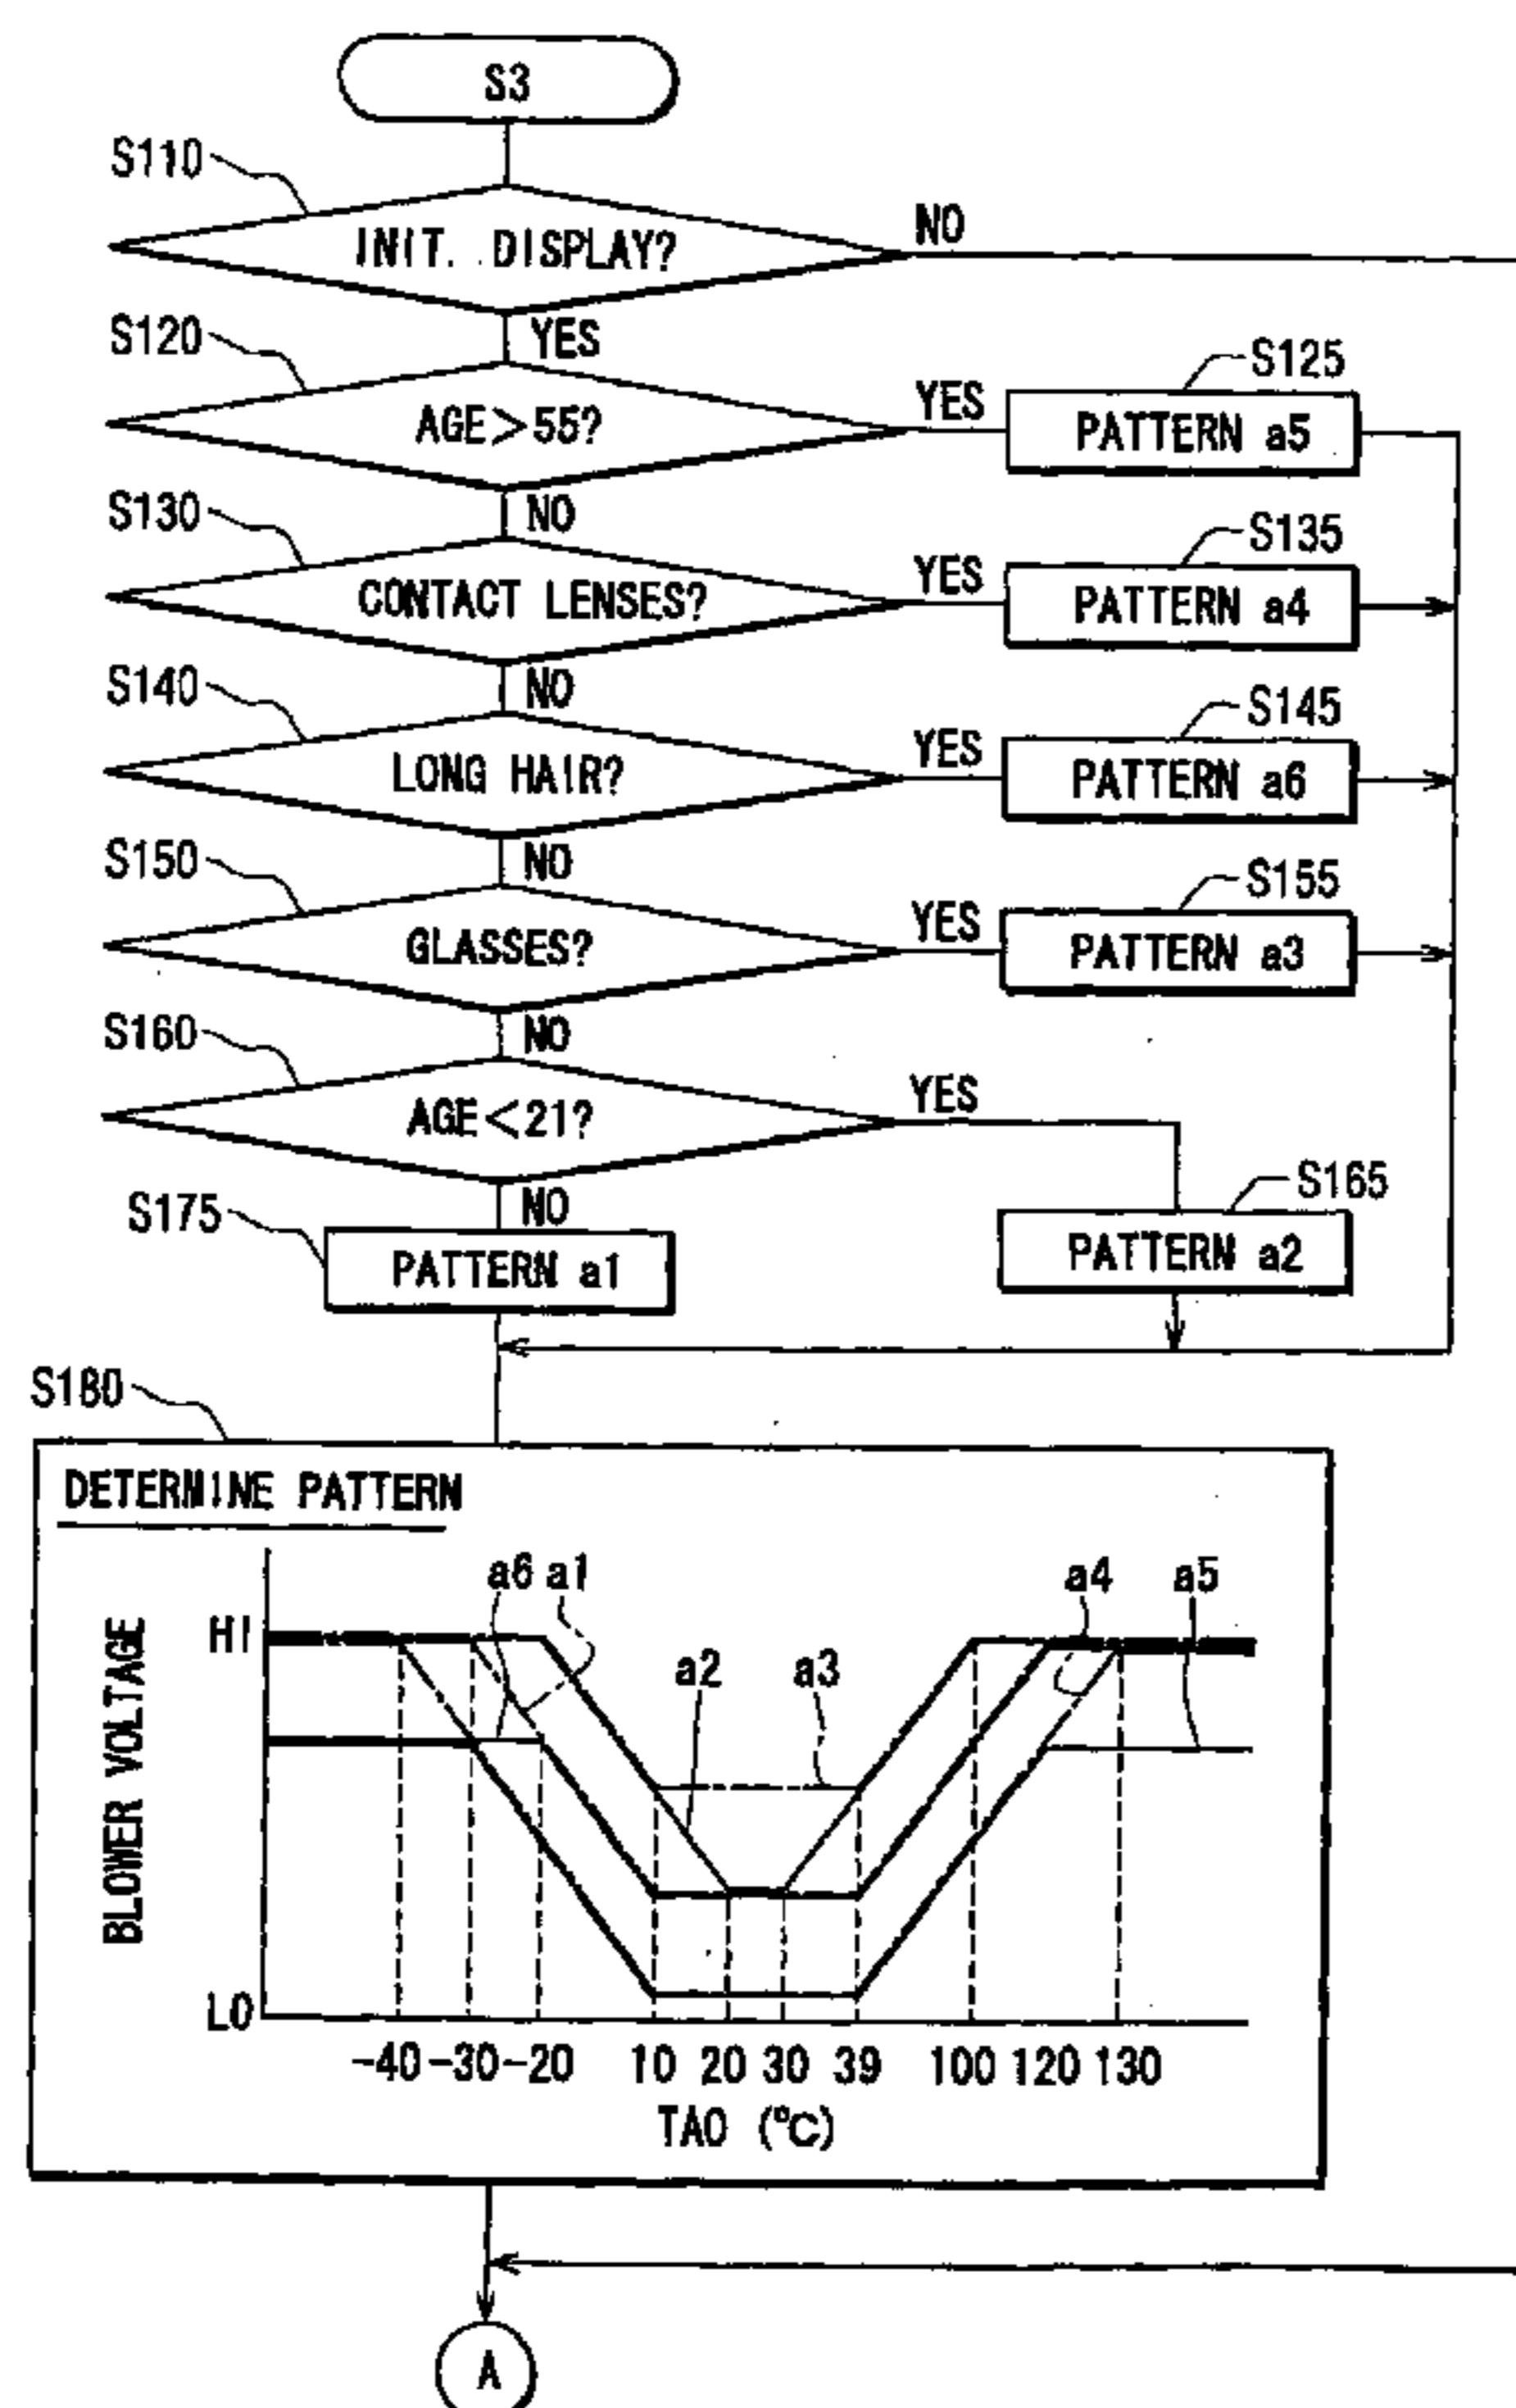 S3
S110
INIT. DISPLAY?
NO
YES
S120
AGE>55?
YES
S125
PATTERN a5
NO
S130
CONTACT LENSES?
YES
S135
PATTERN a4
NO
S140
LONG HAIR?
YES
S145
PATTERN a6
NO
S150
GLASSES?
YES
S155
PATTERN a3
NO
S160
AGE<21?
YES
S165
PATTERN a2
NO
S175
PATTERN a1
S180
DETERMINE PATTERN
a6 a1 a4 a5
a2 a3
HI
BLOWER VOLTAGE
LO
-40 -30 -20 10 20 30 39 100 120 130
TAO (°C)
A